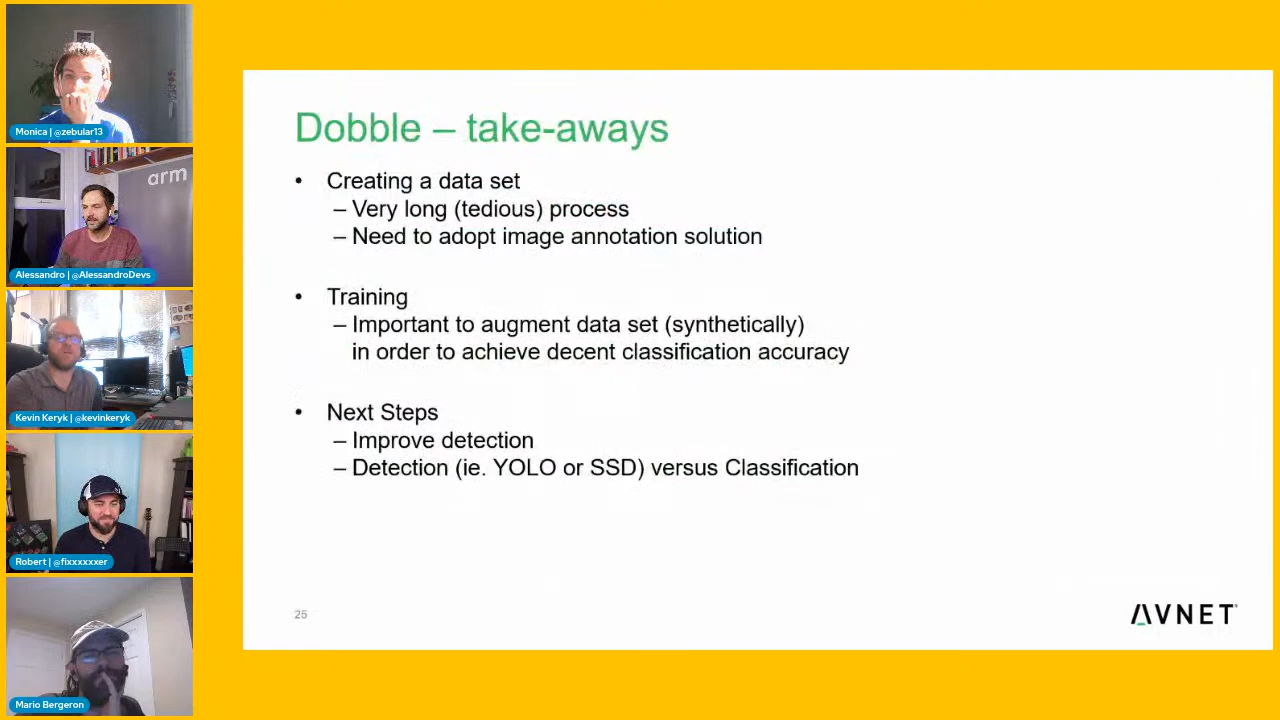 Monica | @zebular13
arm
Alessandro | @AlessandroDevs
Kevin Keryk | @kevinkeryk
Robert | @fixxxxxxer
Mario Bergeron
Dobble – take-aways
• Creating a data set
– Very long (tedious) process
– Need to adopt image annotation solution
• Training
– Important to augment data set (synthetically)
in order to achieve decent classification accuracy
• Next Steps
– Improve detection
– Detection (ie. YOLO or SSD) versus Classification
25
AVNET